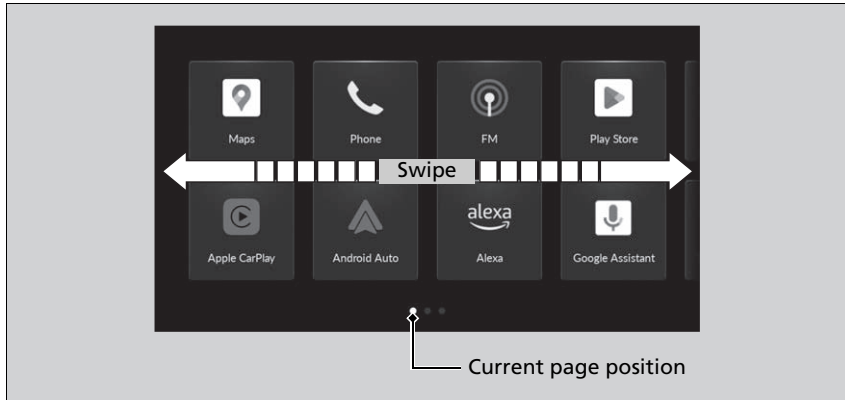 Maps
Phone
FM
Play Store
Swipe
alexa
Apple CarPlay
Android Auto
Alexa
Google Assistant
Current page position